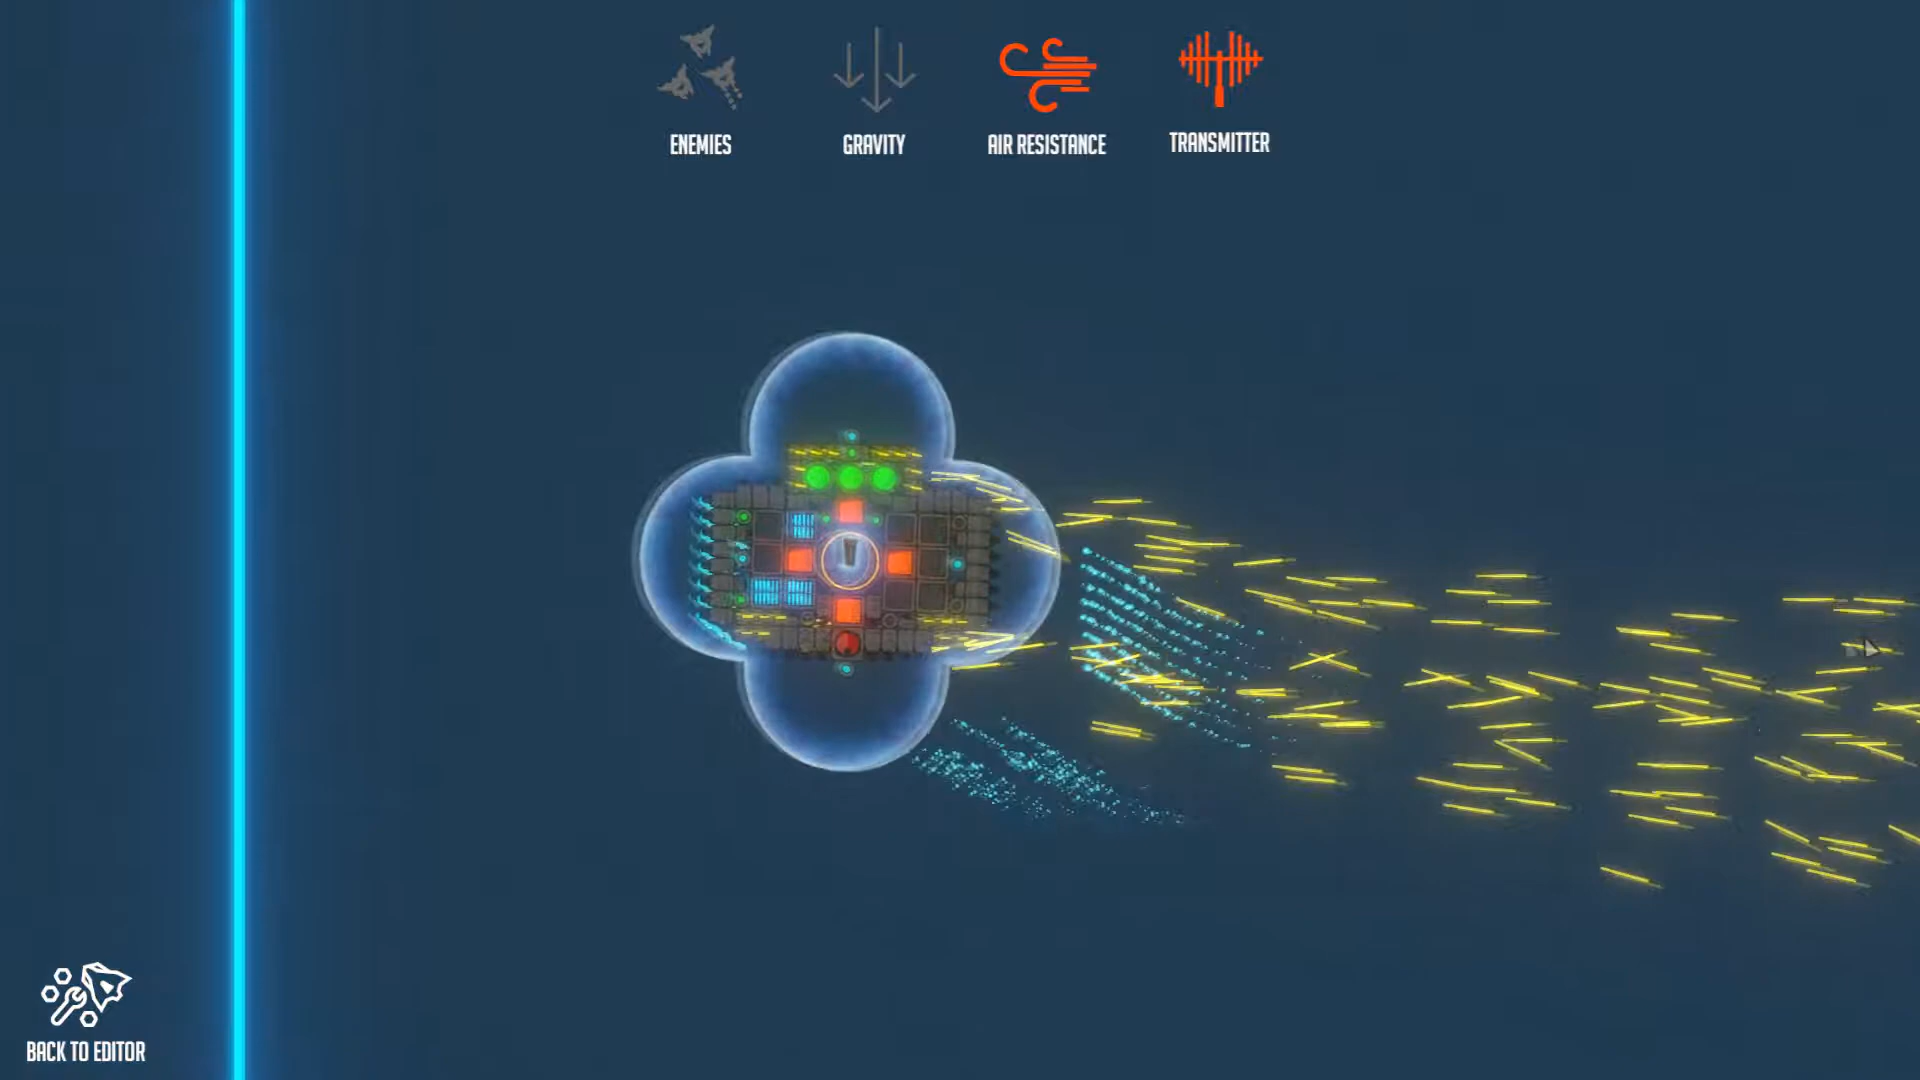 ENEMIES
GRAVITY
AIR RESISTANCE
TRANSMITTER
BACK TO EDITOR